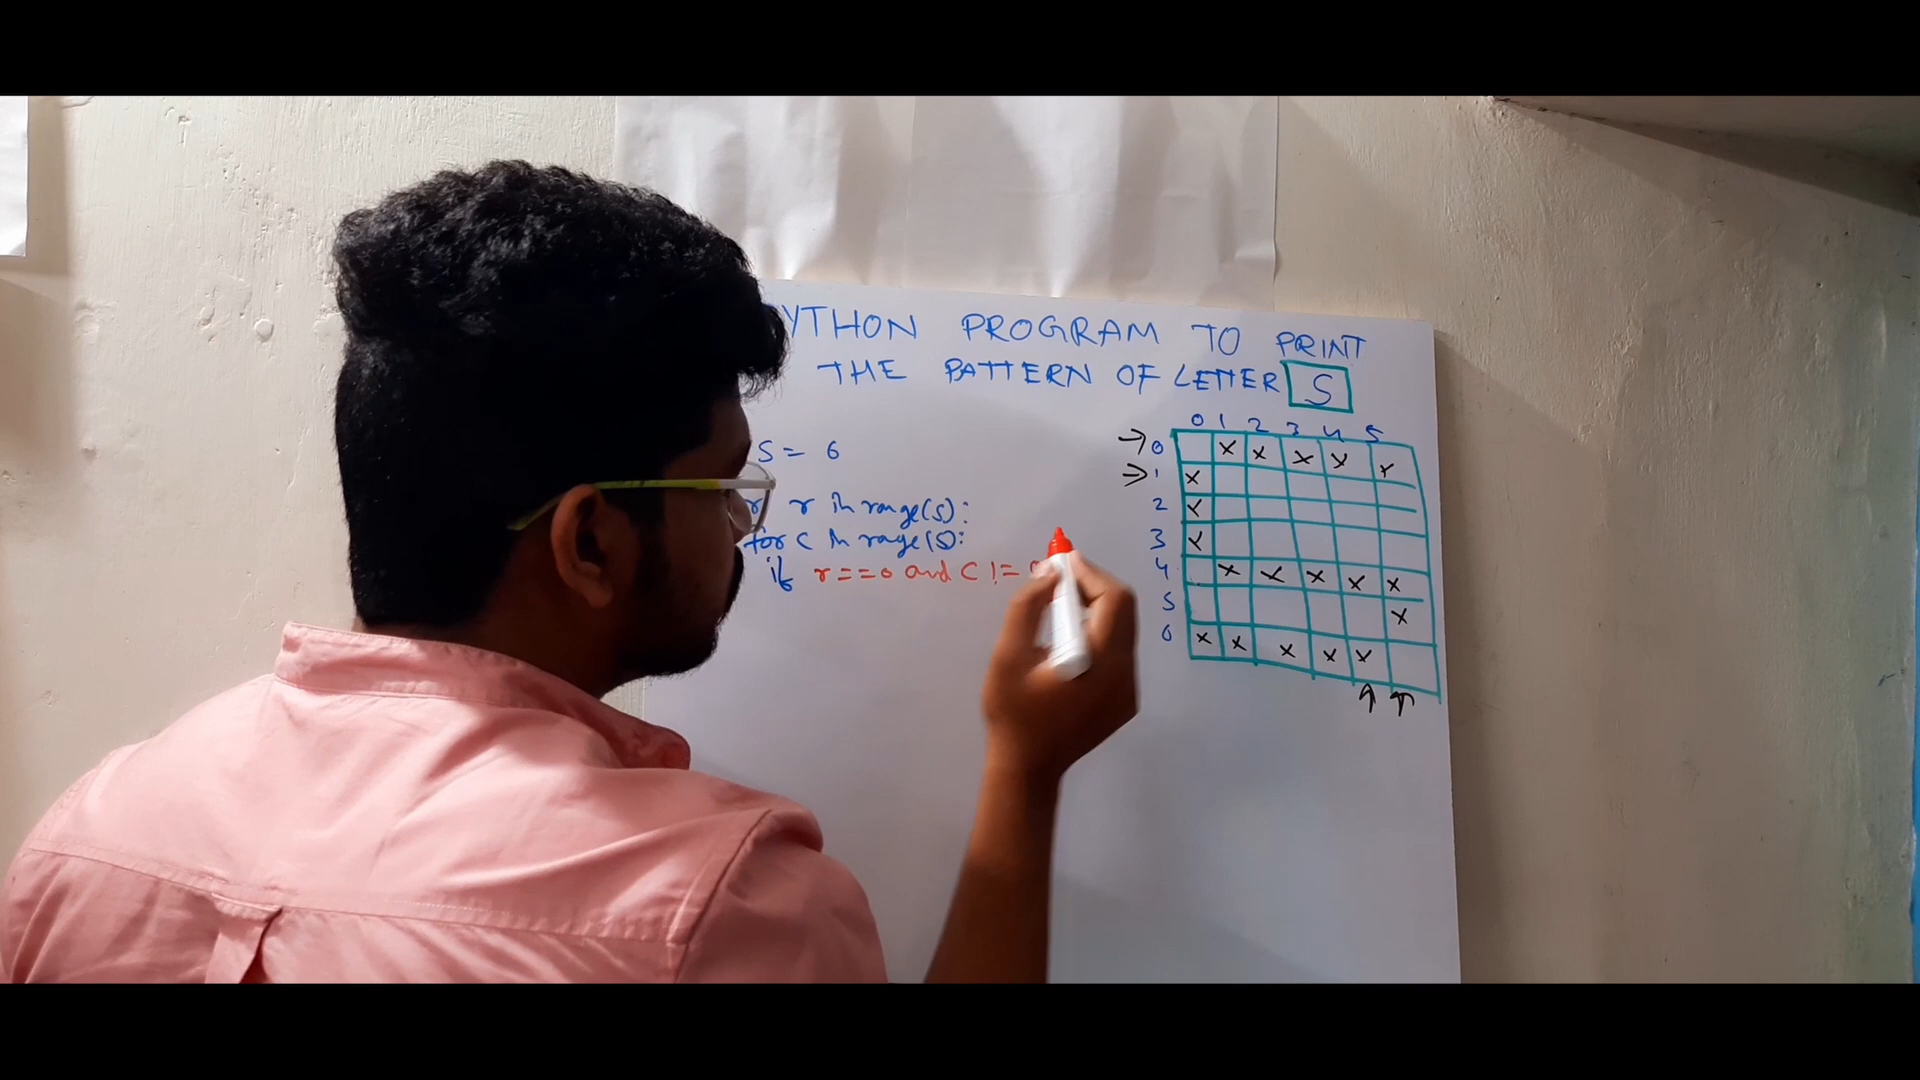 YTHON PROGRAM TO PRINT
THE PATTERN OF LETTER S
S = 6
r r in range(s):
for c in range(s):
if r==0 and c !=
0 1 2 3 4 5
→ 0 x x x x x
→ 1 x
2 x
3 x
4 x x x x x
5 x
6 x x x x x
↑ ↑